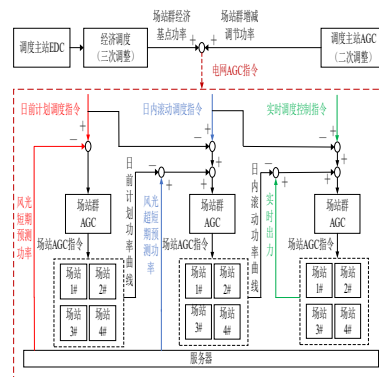 调度主站EDC
经济调度
（三次调整）
场站群经济
基点功率
场站群增减
调节功率
调度主站AGC
（二次调整）
+
+
电网AGC指令
日前计划调度指令
日内滚动调度指令
实时调度控制指令
+
−
+
−
+
−
−
+
+
−
+
+
风光短期预测功率
日前计划功率曲线
风光超短期预测功率
日内滚动功率曲线
实时出力
场站群
AGC
场站群
AGC
场站群
AGC
场站AGC指令
场站AGC指令
场站AGC指令
场站
1#
场站
2#
场站
3#
场站
4#
场站
1#
场站
2#
场站
3#
场站
4#
场站
1#
场站
2#
场站
3#
场站
4#
服务器